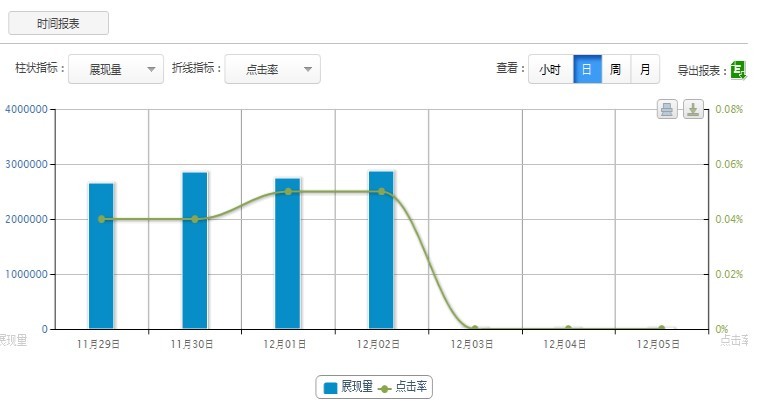 时间报表
柱状指标： 展现量 折线指标： 点击率 查看： 小时 日 周 月 导出报表：
4000000 0.08%
3000000 0.06%
2000000 0.04%
1000000 0.02%
0 0%
展现量 11月29日 11月30日 12月01日 12月02日 12月03日 12月04日 12月05日 点击率
展现量 点击率